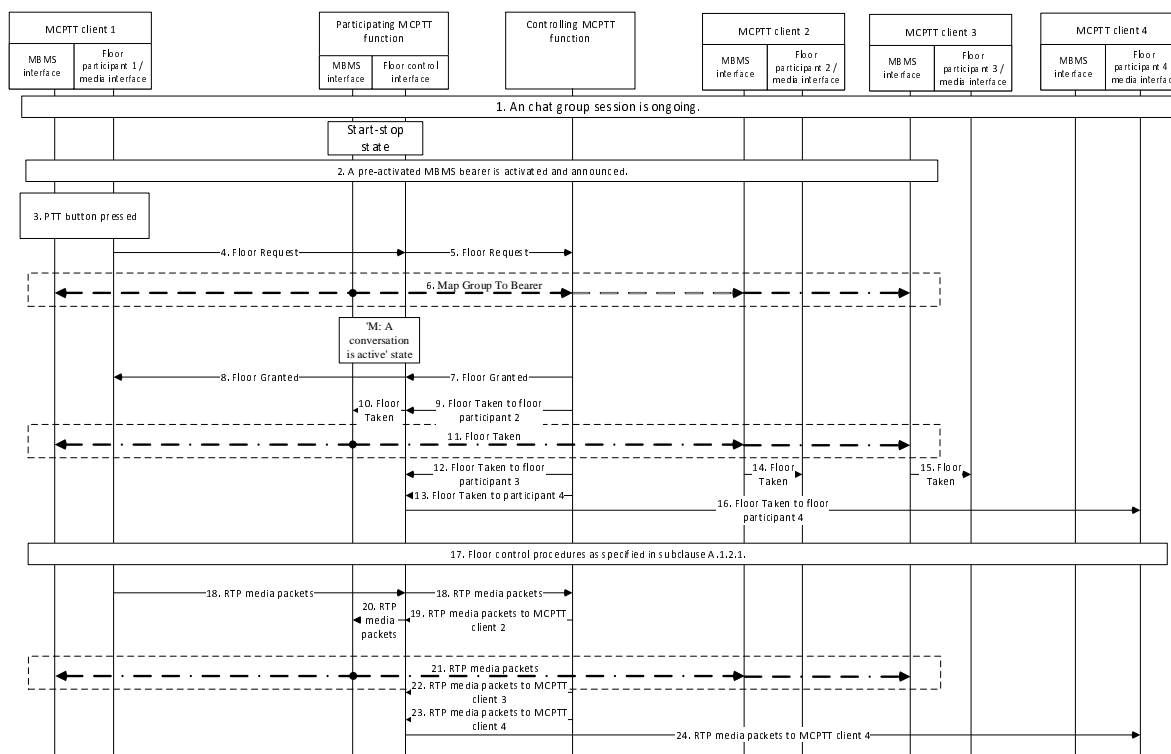 MCPTT client 1
MBMS
interface
Floor
participant 1 /
media interface
Participating MCPTT
function
MBMS
interface
Floor control
interface
Controlling MCPTT
function
MCPTT client 2
MBMS
interface
Floor
participant 2 /
media interface
MCPTT client 3
MBMS
interface
Floor
participant 3 /
media interface
MCPTT client 4
MBMS
interface
Floor
participant 4
media interface
1. An chat group session is ongoing.
Start-stop
state
2. A pre-activated MBMS bearer is activated and announced.
3. PTT button pressed
4. Floor Request
5. Floor Request
6. Map Group To Bearer
'M: A
conversation
is active' state
8. Floor Granted
7. Floor Granted
10. Floor
Taken
9. Floor Taken to floor
participant 2
11. Floor Taken
12. Floor Taken to floor
participant 3
14. Floor
Taken
15. Floor
Taken
13. Floor Taken to participant 4
16. Floor Taken to floor
participant 4
17. Floor control procedures as specified in subclause A.1.2.1.
18. RTP media packets
18. RTP media packets
20. RTP
media
packets
19. RTP media packets to MCPTT
client 2
21. RTP media packets
22. RTP media packets to MCPTT
client 3
23. RTP media packets to MCPTT
client 4
24. RTP media packets to MCPTT client 4